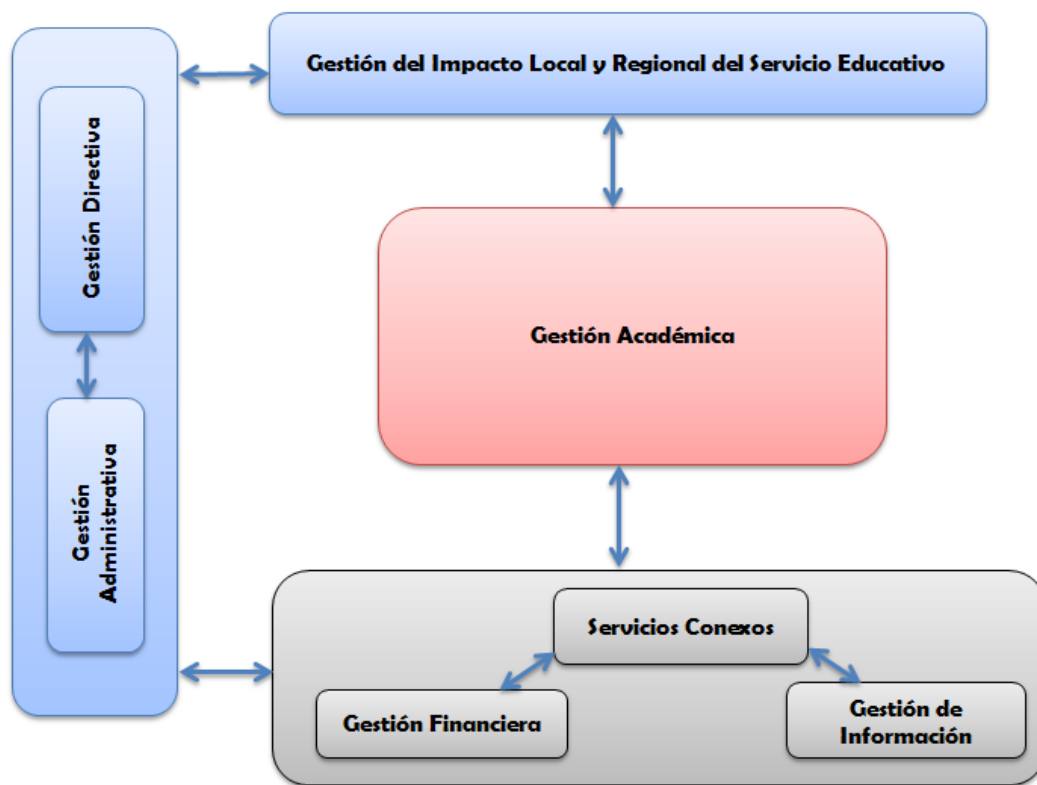 Gestión del Impacto Local y Regional del Servicio Educativo
Gestión Directiva
Gestión Académica
Gestión
Administrativa
Servicios Conexos
Gestión Financiera
Gestión de
Información